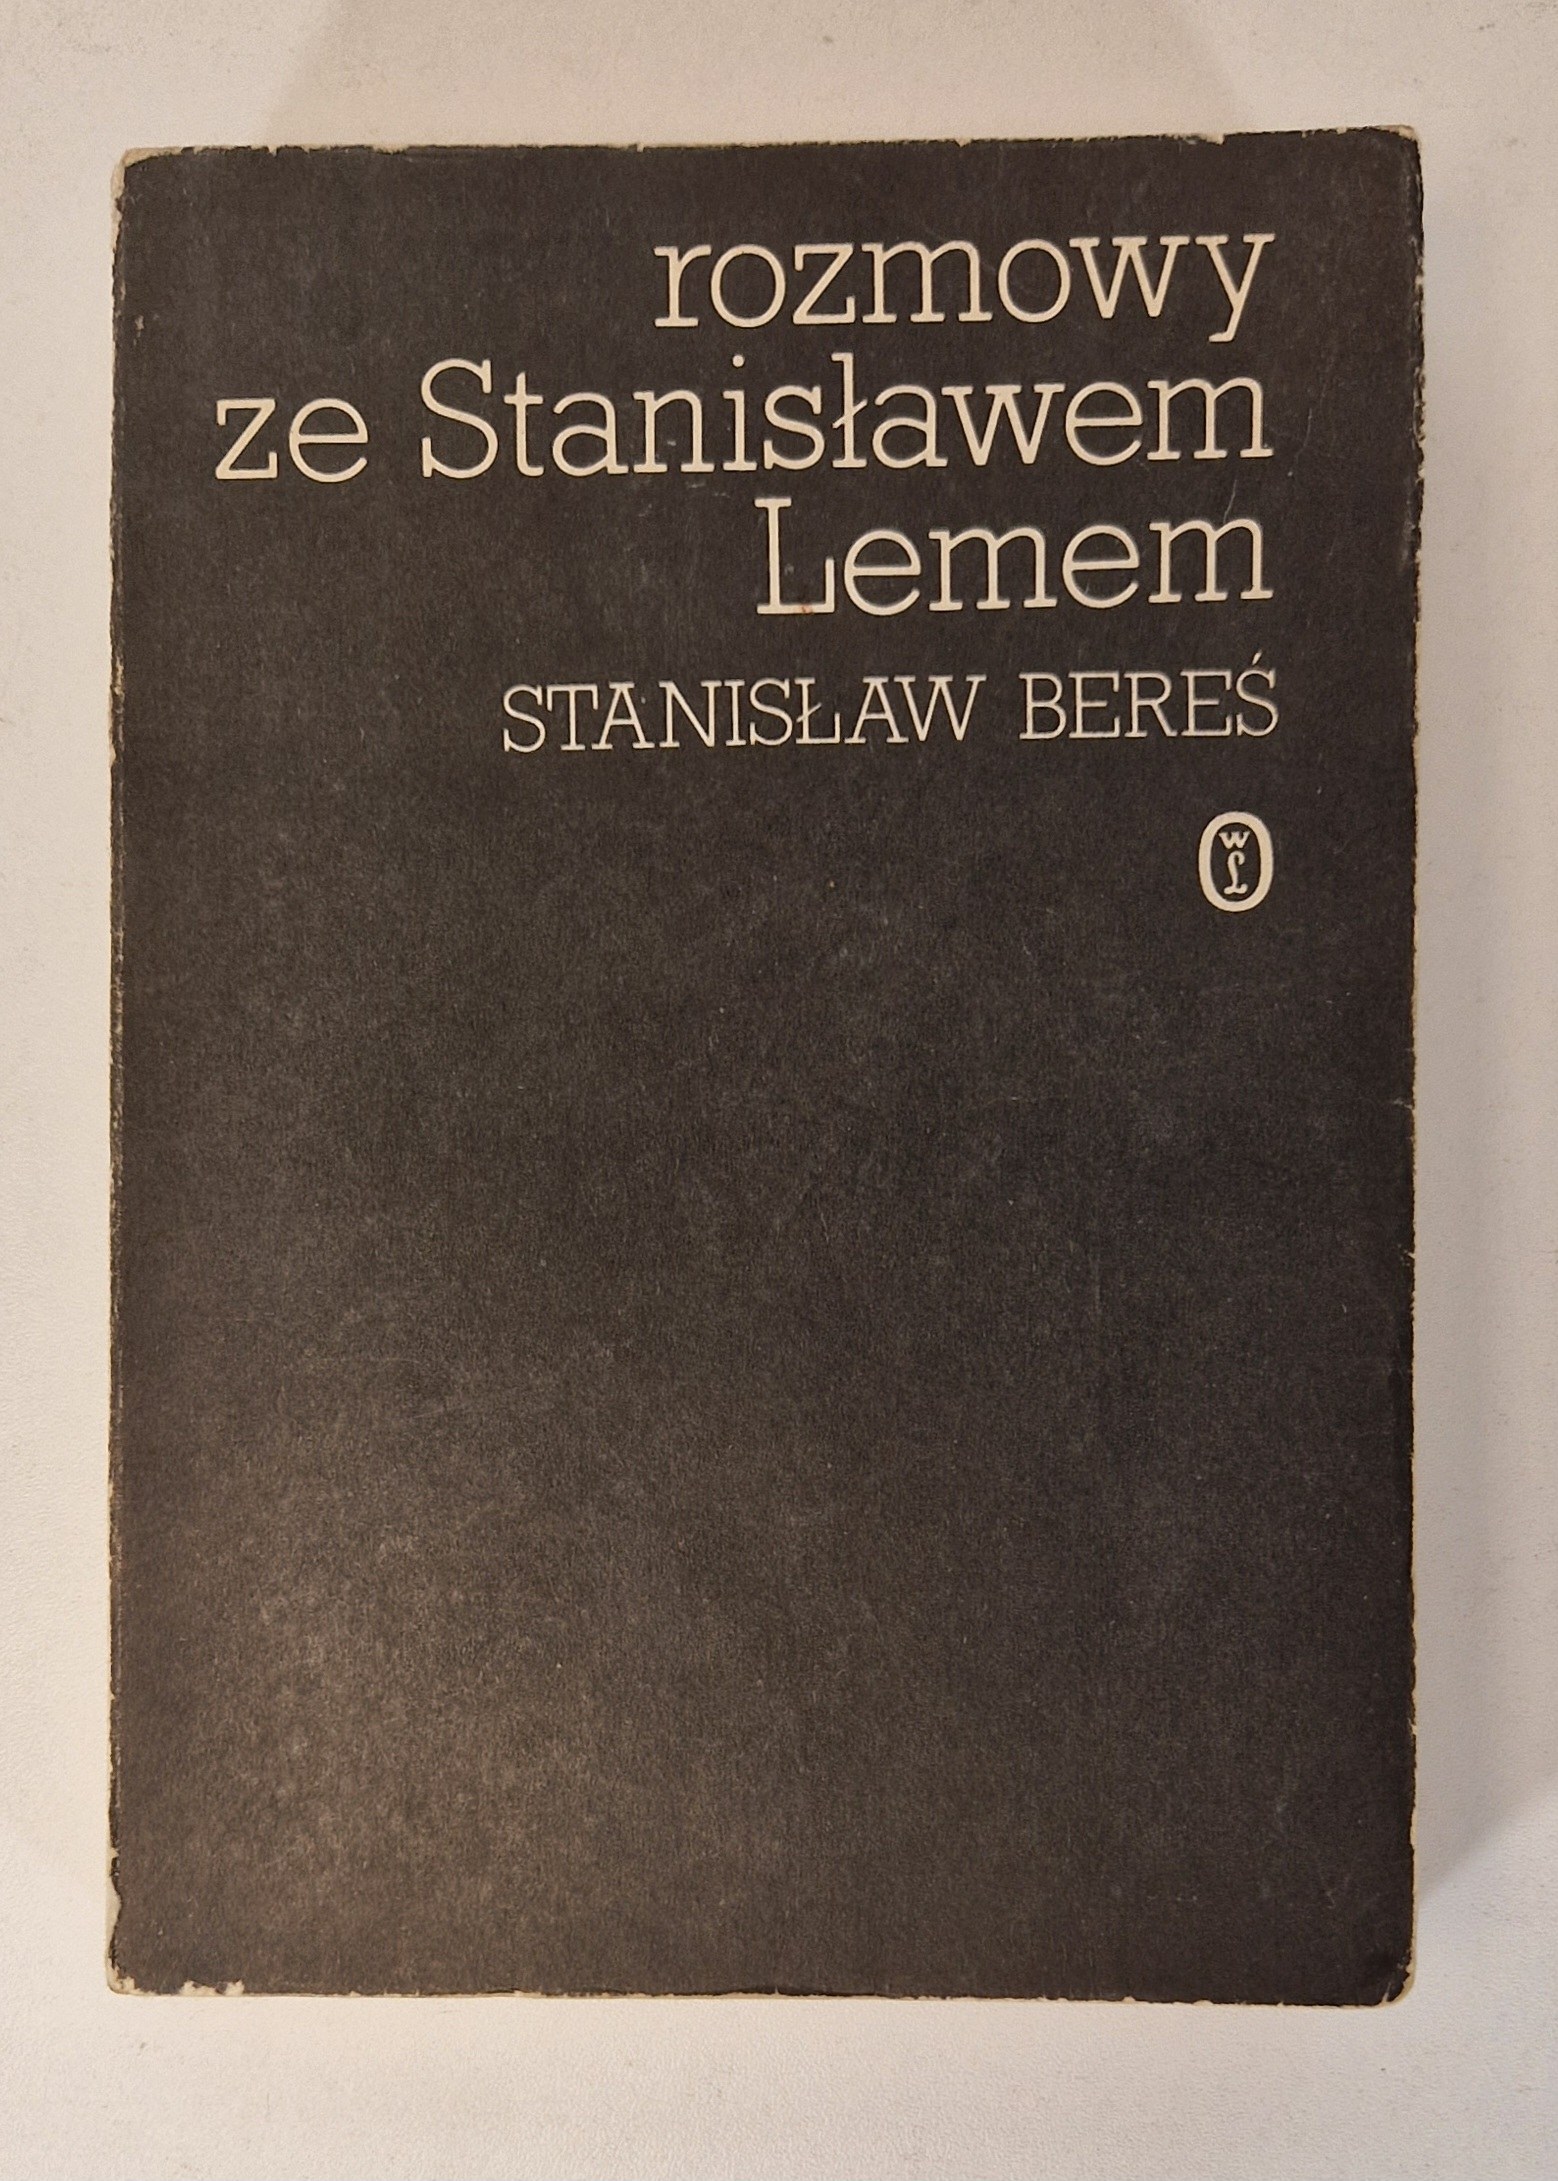 rozmowy
ze Stanisławem
Lemem
STANISŁAW BEREŚ
WL